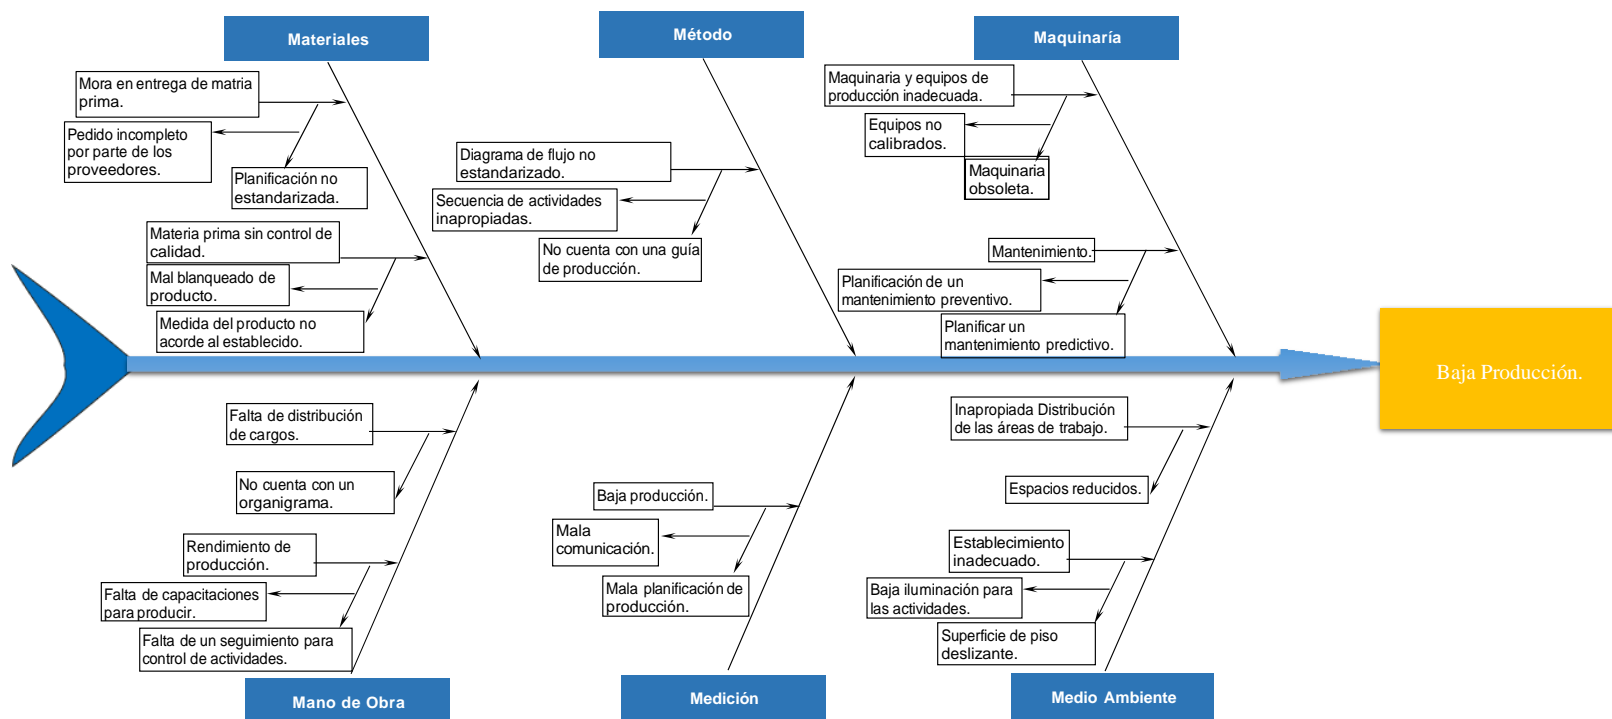 Materiales
Mora en entrega de matria
prima.
Pedido incompleto
por parte de los
proveedores.
Planificación no
estandarizada.
Materia prima sin control de
calidad.
Mal blanqueado de
producto.
Medida del producto no
acorde al establecido.
Método
Diagrama de flujo no
estandarizado.
Secuencia de actividades
inapropiadas.
No cuenta con una guía
de producción.
Maquinaría
Maquinaria y equipos de
producción inadecuada.
Equipos no
calibrados.
Maquinaria
obsoleta.
Mantenimiento.
Planificación de un
mantenimiento preventivo.
Planificar un
mantenimiento predictivo.
Baja Producción.
Falta de distribución
de cargos.
No cuenta con un
organigrama.
Rendimiento de
producción.
Falta de capacitaciones
para producir.
Falta de un seguimiento para
control de actividades.
Mano de Obra
Baja producción.
Mala
comunicación.
Mala planificación de
producción.
Medición
Inapropiada Distribución
de las áreas de trabajo.
Espacios reducidos.
Establecimiento
inadecuado.
Baja iluminación para
las actividades.
Superficie de piso
deslizante.
Medio Ambiente